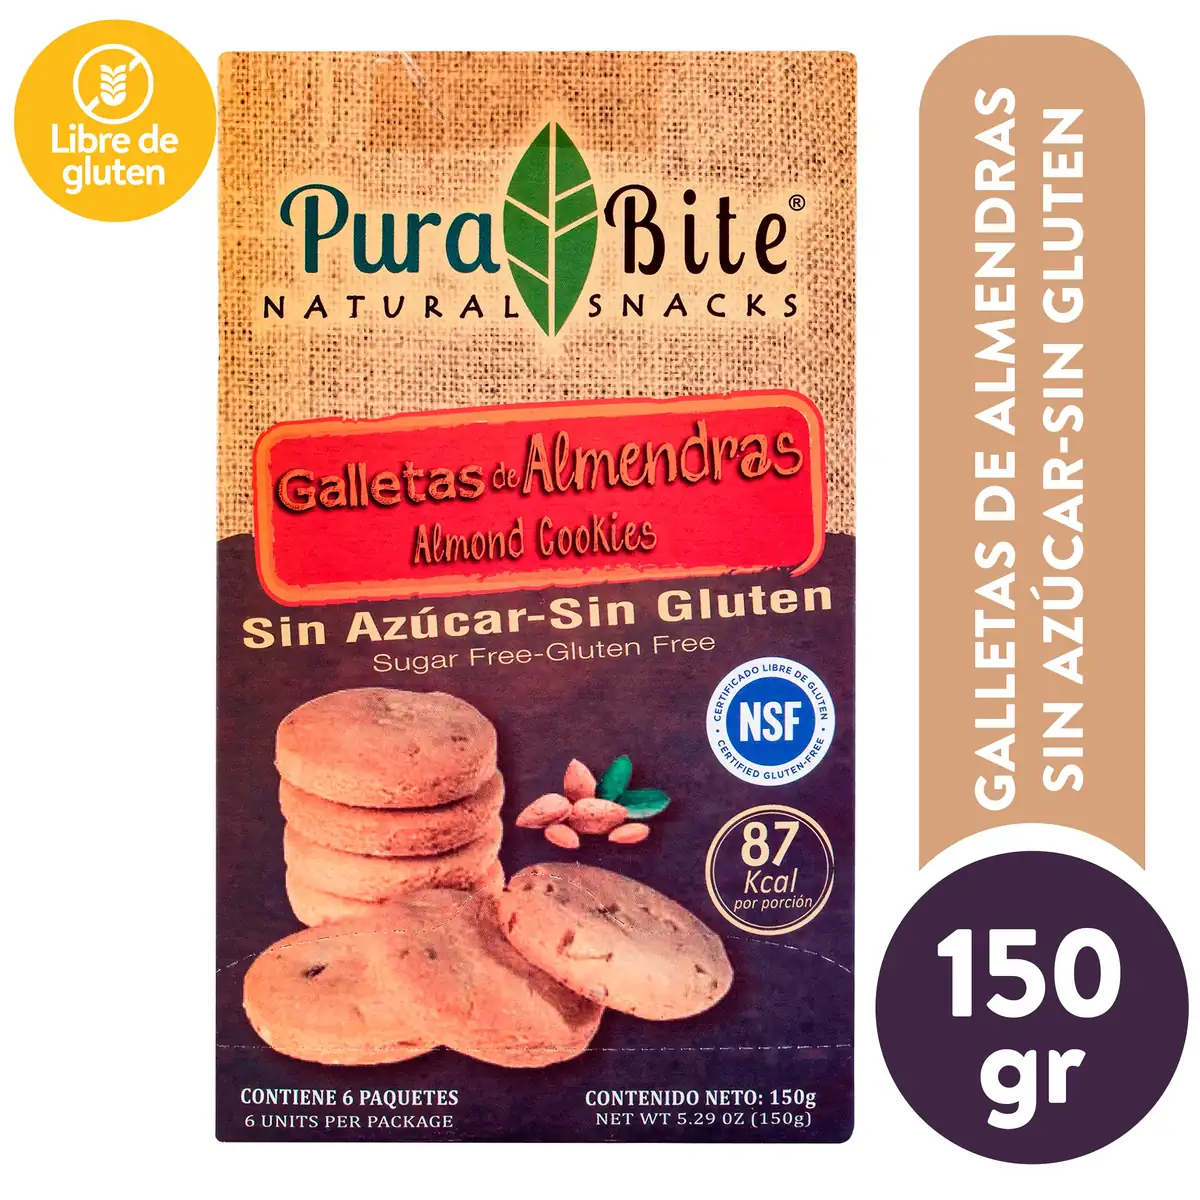 Libre de
gluten
Pura Bite®
NATURAL SNACKS
Galletas de Almendras
Almond Cookies
Sin Azúcar-Sin Gluten
Sugar Free-Gluten Free
CERTIFICADO LIBRE DE GLUTEN
NSF
CERTIFIED GLUTEN-FREE
87
Kcal
por porción
CONTIENE 6 PAQUETES
6 UNITS PER PACKAGE
CONTENIDO NETO: 150g
NET WT 5.29 OZ (150g)
GALLETAS DE ALMENDRAS
SIN AZÚCAR-SIN GLUTEN
150
gr